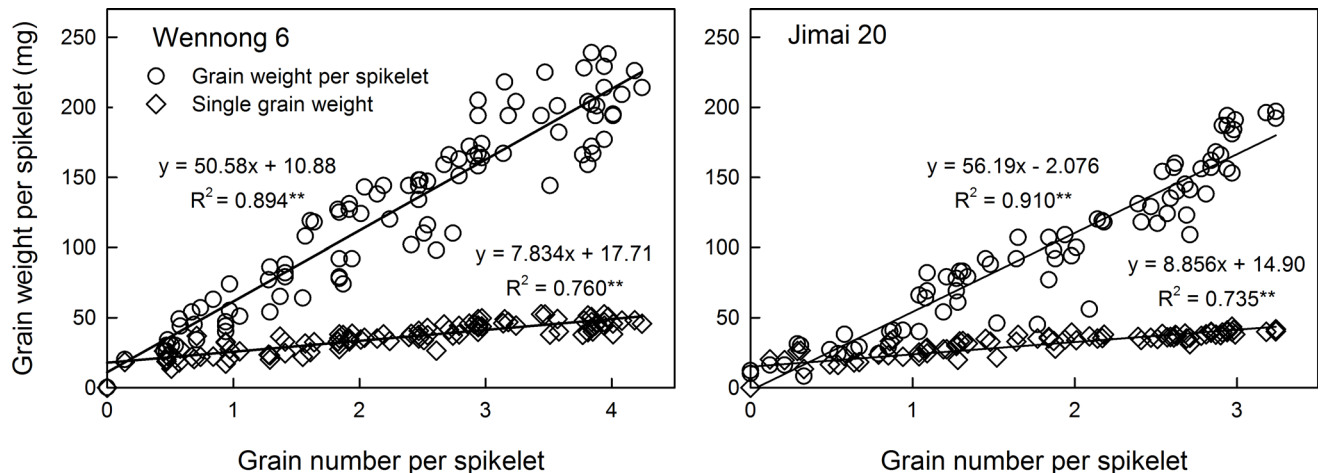 Grain weight per spikelet (mg)
250
200
150
100
50
0
Wennong 6
Grain weight per spikelet
Single grain weight
y = 50.58x + 10.88
R² = 0.894**
y = 7.834x + 17.71
R² = 0.760**
0 1 2 3 4
Grain number per spikelet
250
200
150
100
50
0
Jimai 20
y = 56.19x - 2.076
R² = 0.910**
y = 8.856x + 14.90
R² = 0.735**
0 1 2 3
Grain number per spikelet